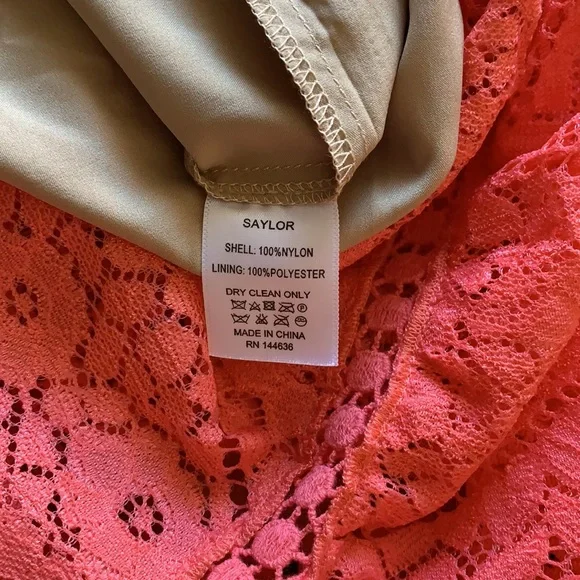 SAYLOR
SHELL: 100%NYLON
LINING: 100%POLYESTER
DRY CLEAN ONLY
MADE IN CHINA
RN 144636